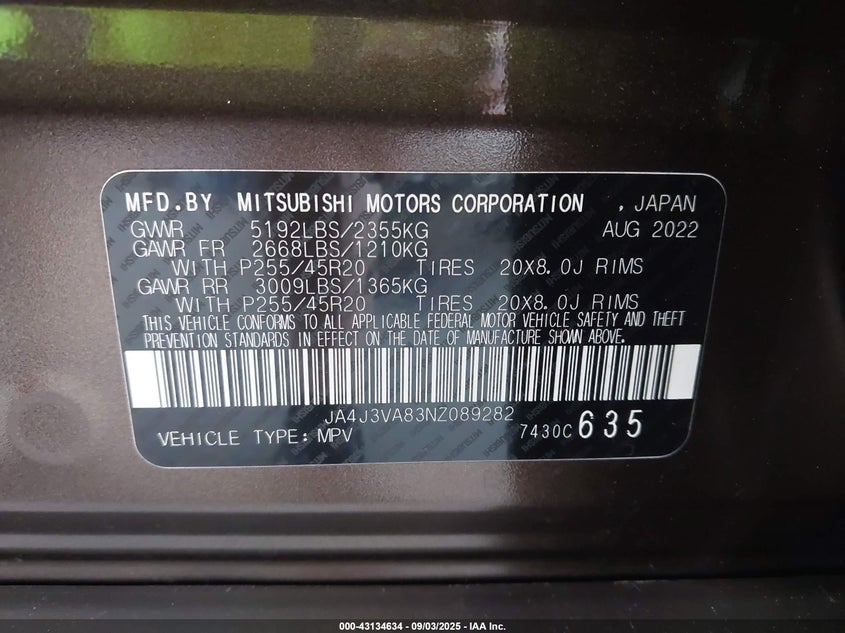 MFD.BY MITSUBISHI MOTORS CORPORATION , JAPAN
GVWR 5192LBS/2355KG AUG 2022
GAWR FR 2668LBS/1210KG
WITH P255/45R20 TIRES 20X8.0J RIMS
GAWR RR 3009LBS/1365KG
WITH P255/45R20 TIRES 20X8.0J RIMS
THIS VEHICLE CONFORMS TO ALL APPLICABLE FEDERAL MOTOR VEHICLE SAFETY AND THEFT
PREVENTION STANDARDS IN EFFECT ON THE DATE OF MANUFACTURE SHOWN ABOVE.
JA4J3VA83NZ089282
VEHICLE TYPE: MPV 7430C 635
000-43134634 - 09/03/2025 - IAA Inc.